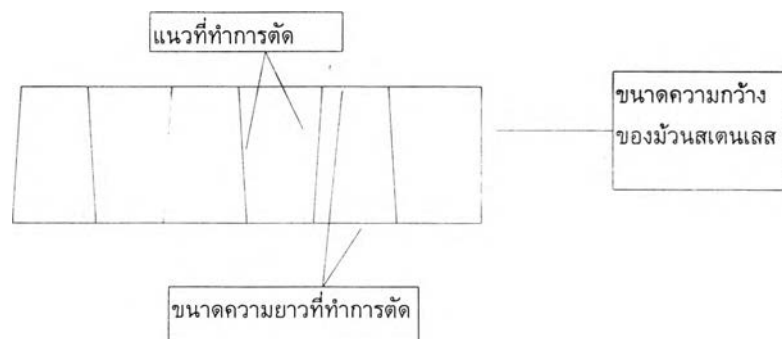 แนวที่ทำการตัด
ขนาดความกว้าง
ของม้วนสเตนเลส
ขนาดความยาวที่ทำการตัด